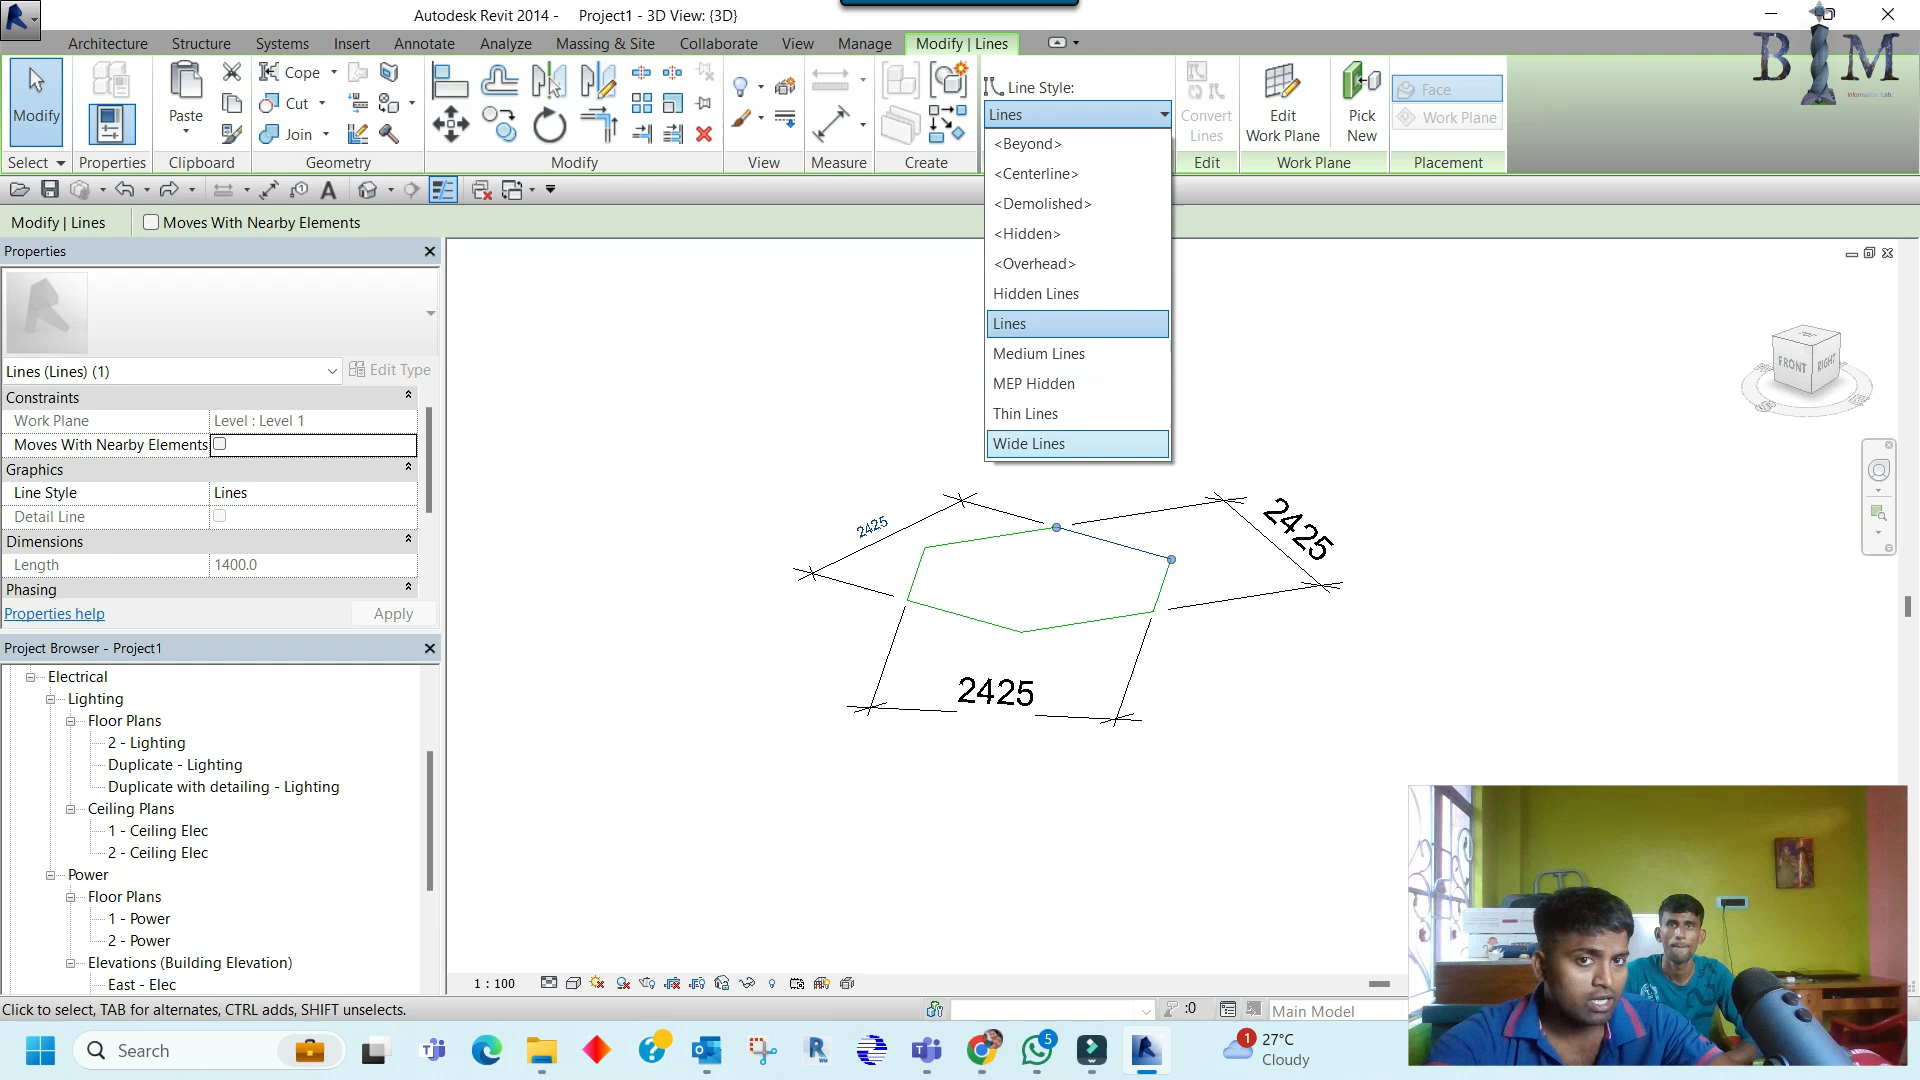 Autodesk Revit 2014 - Project1 - 3D View: {3D}
Architecture Structure Systems Insert Annotate Analyze Massing & Site Collaborate View Manage Modify | Lines
BIM
Modify
Paste
Cope
Cut
Join
Line Style:
Lines
Convert Lines
Edit Work Plane
Pick New
Face
Work Plane
Select Properties Clipboard Geometry Modify View Measure Create Edit Work Plane Placement
Modify | Lines Moves With Nearby Elements
<Beyond>
<Centerline>
<Demolished>
<Hidden>
<Overhead>
Hidden Lines
Lines
Medium Lines
MEP Hidden
Thin Lines
Wide Lines
Properties
Lines (Lines) (1) Edit Type
Constraints
Work Plane Level : Level 1
Moves With Nearby Elements
Graphics
Line Style Lines
Detail Line
Dimensions
Length 1400.0
Phasing
Properties help Apply
Project Browser - Project1
Electrical
Lighting
Floor Plans
2 - Lighting
Duplicate - Lighting
Duplicate with detailing - Lighting
Ceiling Plans
1 - Ceiling Elec
2 - Ceiling Elec
Power
Floor Plans
1 - Power
2 - Power
Elevations (Building Elevation)
East - Elec
2425
2425
2425
FRONT RIGHT
1 : 100
Click to select, TAB for alternates, CTRL adds, SHIFT unselects.
:0
Main Model
Search
5
1
27°C
Cloudy